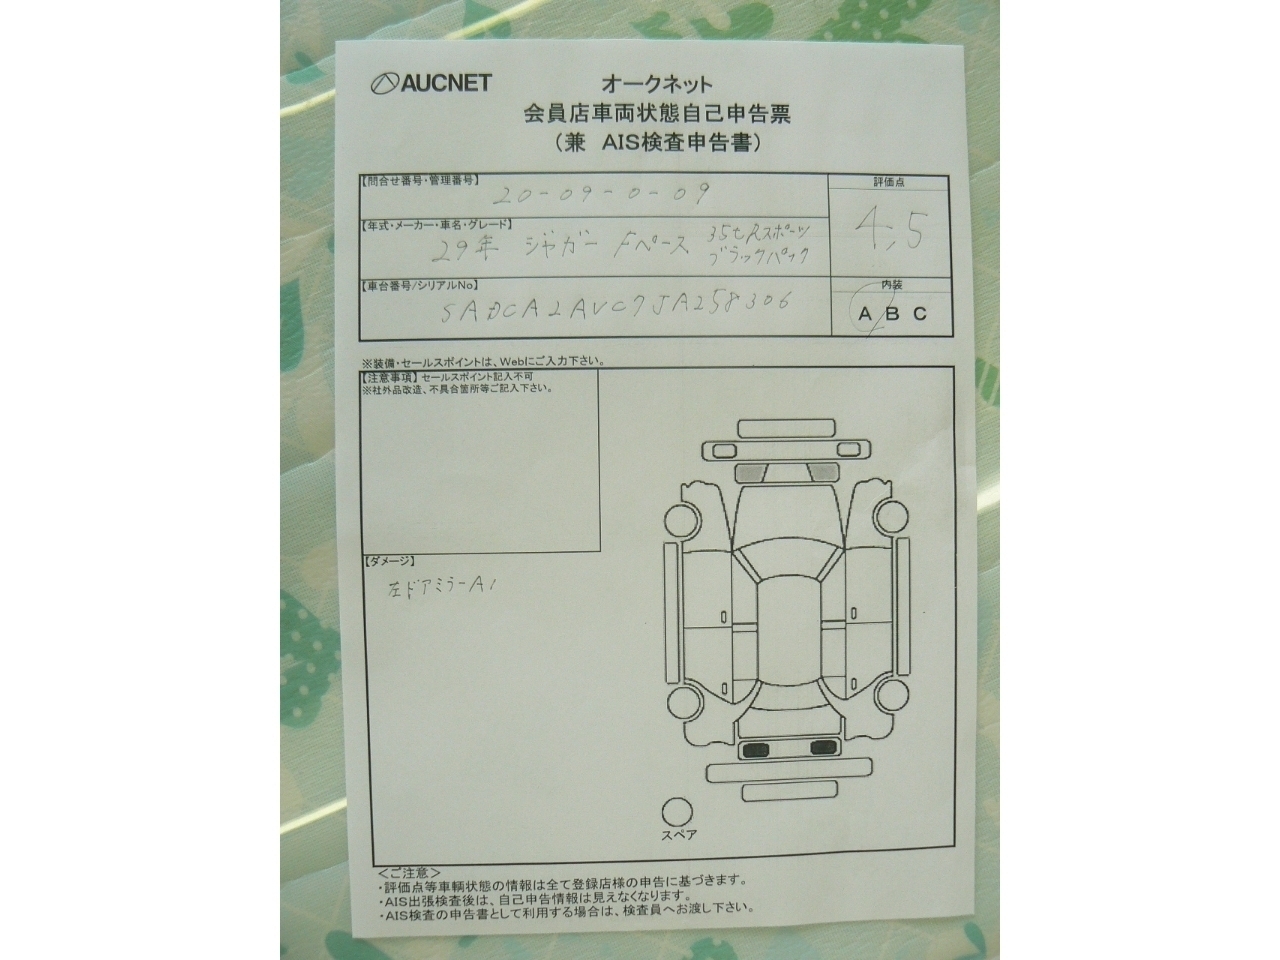 AUCNET
オークネット
会員店車両状態自己申告票
（兼　AIS検査申告書）
【問合せ番号・管理番号】
20-09-0-09
評価点
4.5
【年式・メーカー・車名・グレード】
29年 ジャガー Fペース 35t Rスポーツ
ブラックパック
【車台番号/シリアルNo】
SADCA2AVC7JA258306
内装
A B C
※装備・セールスポイントは、Webにご入力下さい。
【注意事項】セールスポイント記入不可
※社外品改造、不具合箇所等ご記入下さい。
【ダメージ】
左ドアミラーA1
スペア
＜ご注意＞
・評価点等車輌状態の情報は全て登録店様の申告に基づきます。
・AIS出張検査後は、自己申告情報は見えなくなります。
・AIS検査の申告書として利用する場合は、検査員へお渡し下さい。